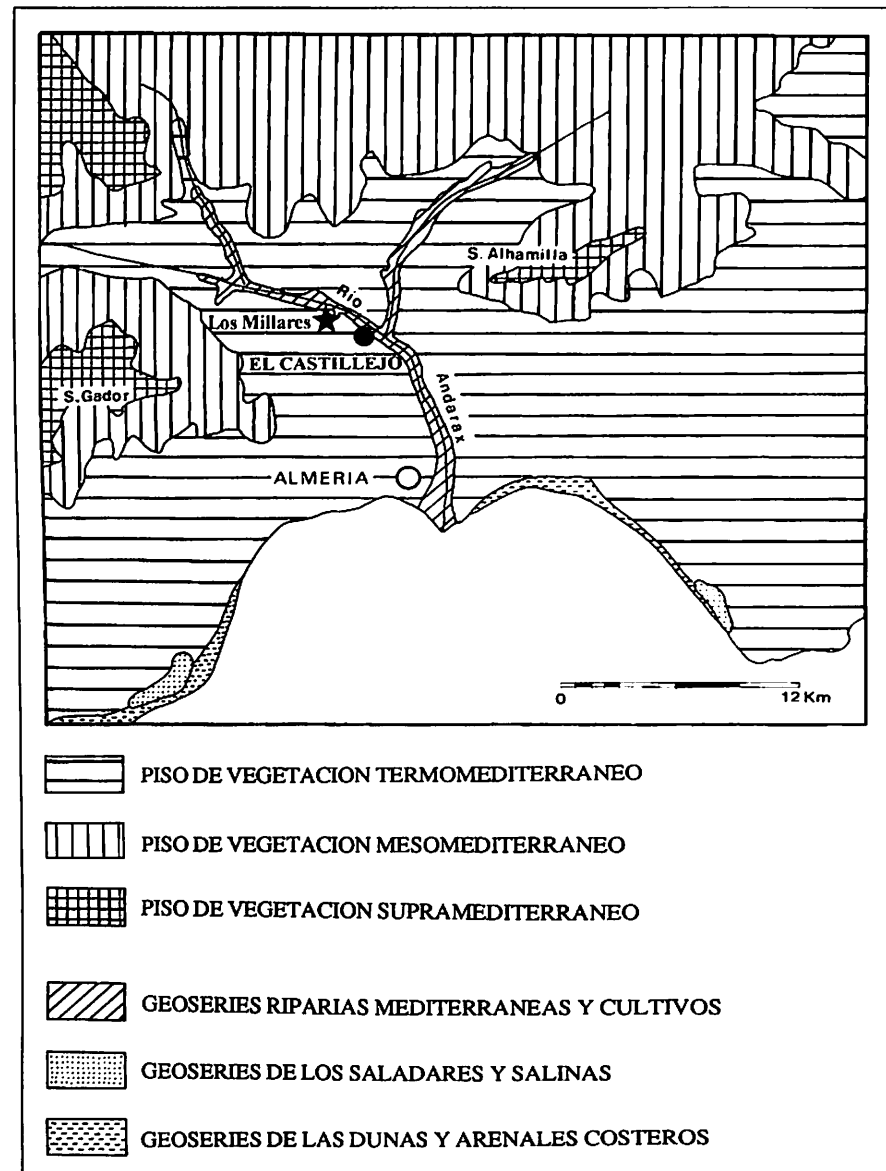 S. Alhamilla
Río
Los Millares
EL CASTILLEJO
S. Gador
Andarax
ALMERIA
0 12 Km
PISO DE VEGETACION TERMOMEDITERRANEO
PISO DE VEGETACION MESOMEDITERRANEO
PISO DE VEGETACION SUPRAMEDITERRANEO
GEOSERIES RIPARIAS MEDITERRANEAS Y CULTIVOS
GEOSERIES DE LOS SALADARES Y SALINAS
GEOSERIES DE LAS DUNAS Y ARENALES COSTEROS